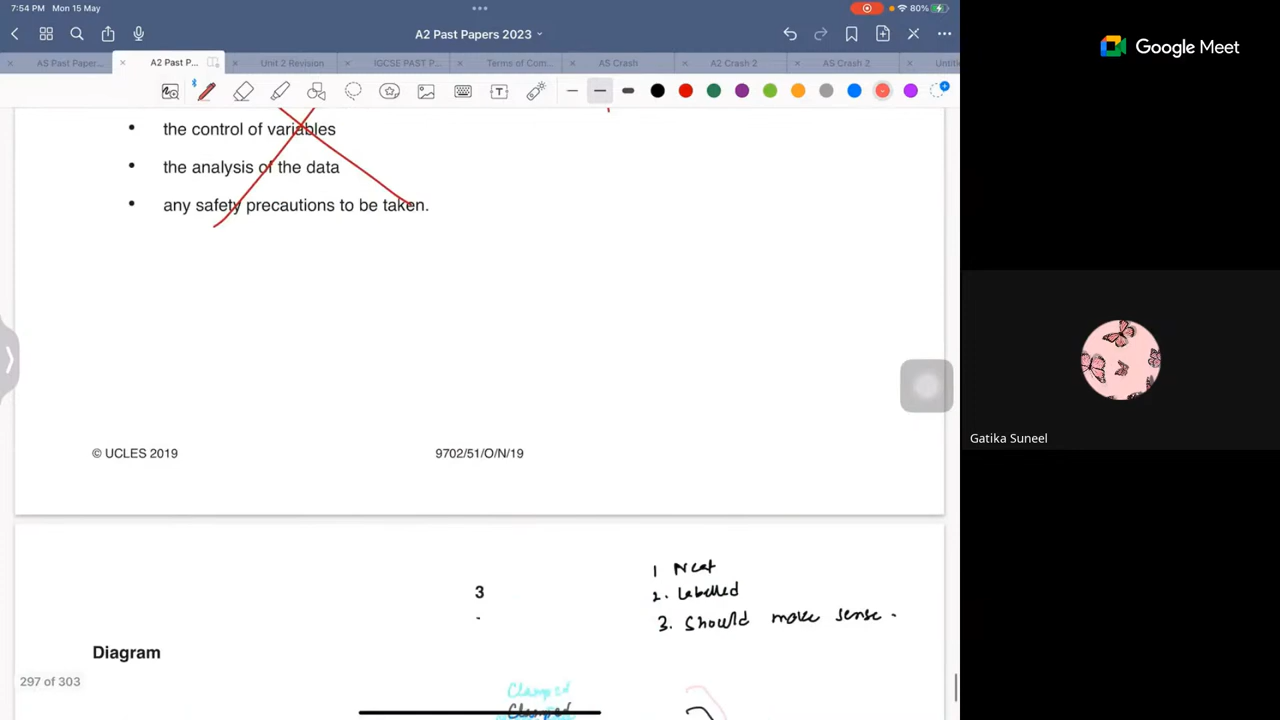 7:54 PM Mon 15 May
80%
A2 Past Papers 2023
AS Past Paper...
A2 Past P...
Unit 2 Revision
IGCSE PAST P...
Terms of Com...
AS Crash
A2 Crash 2
AS Crash 2
Untitl
Google Meet
• the control of variables
• the analysis of the data
• any safety precautions to be taken.
Gatika Suneel
© UCLES 2019
9702/51/O/N/19
3
1 Neat
2. Labelled
3. Should make sense.
Diagram
297 of 303
Clamped
Clamped